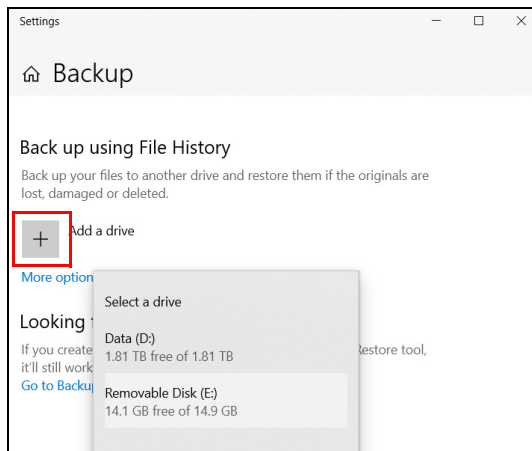 Settings
Backup
Back up using File History
Back up your files to another drive and restore them if the originals are
lost, damaged or deleted.
Add a drive
More option
Select a drive
Looking
Data (D:)
If you create
1.81 TB free of 1.81 TB
Restore tool,
it'll still work
Go to Backup
Removable Disk (E:)
14.1 GB free of 14.9 GB